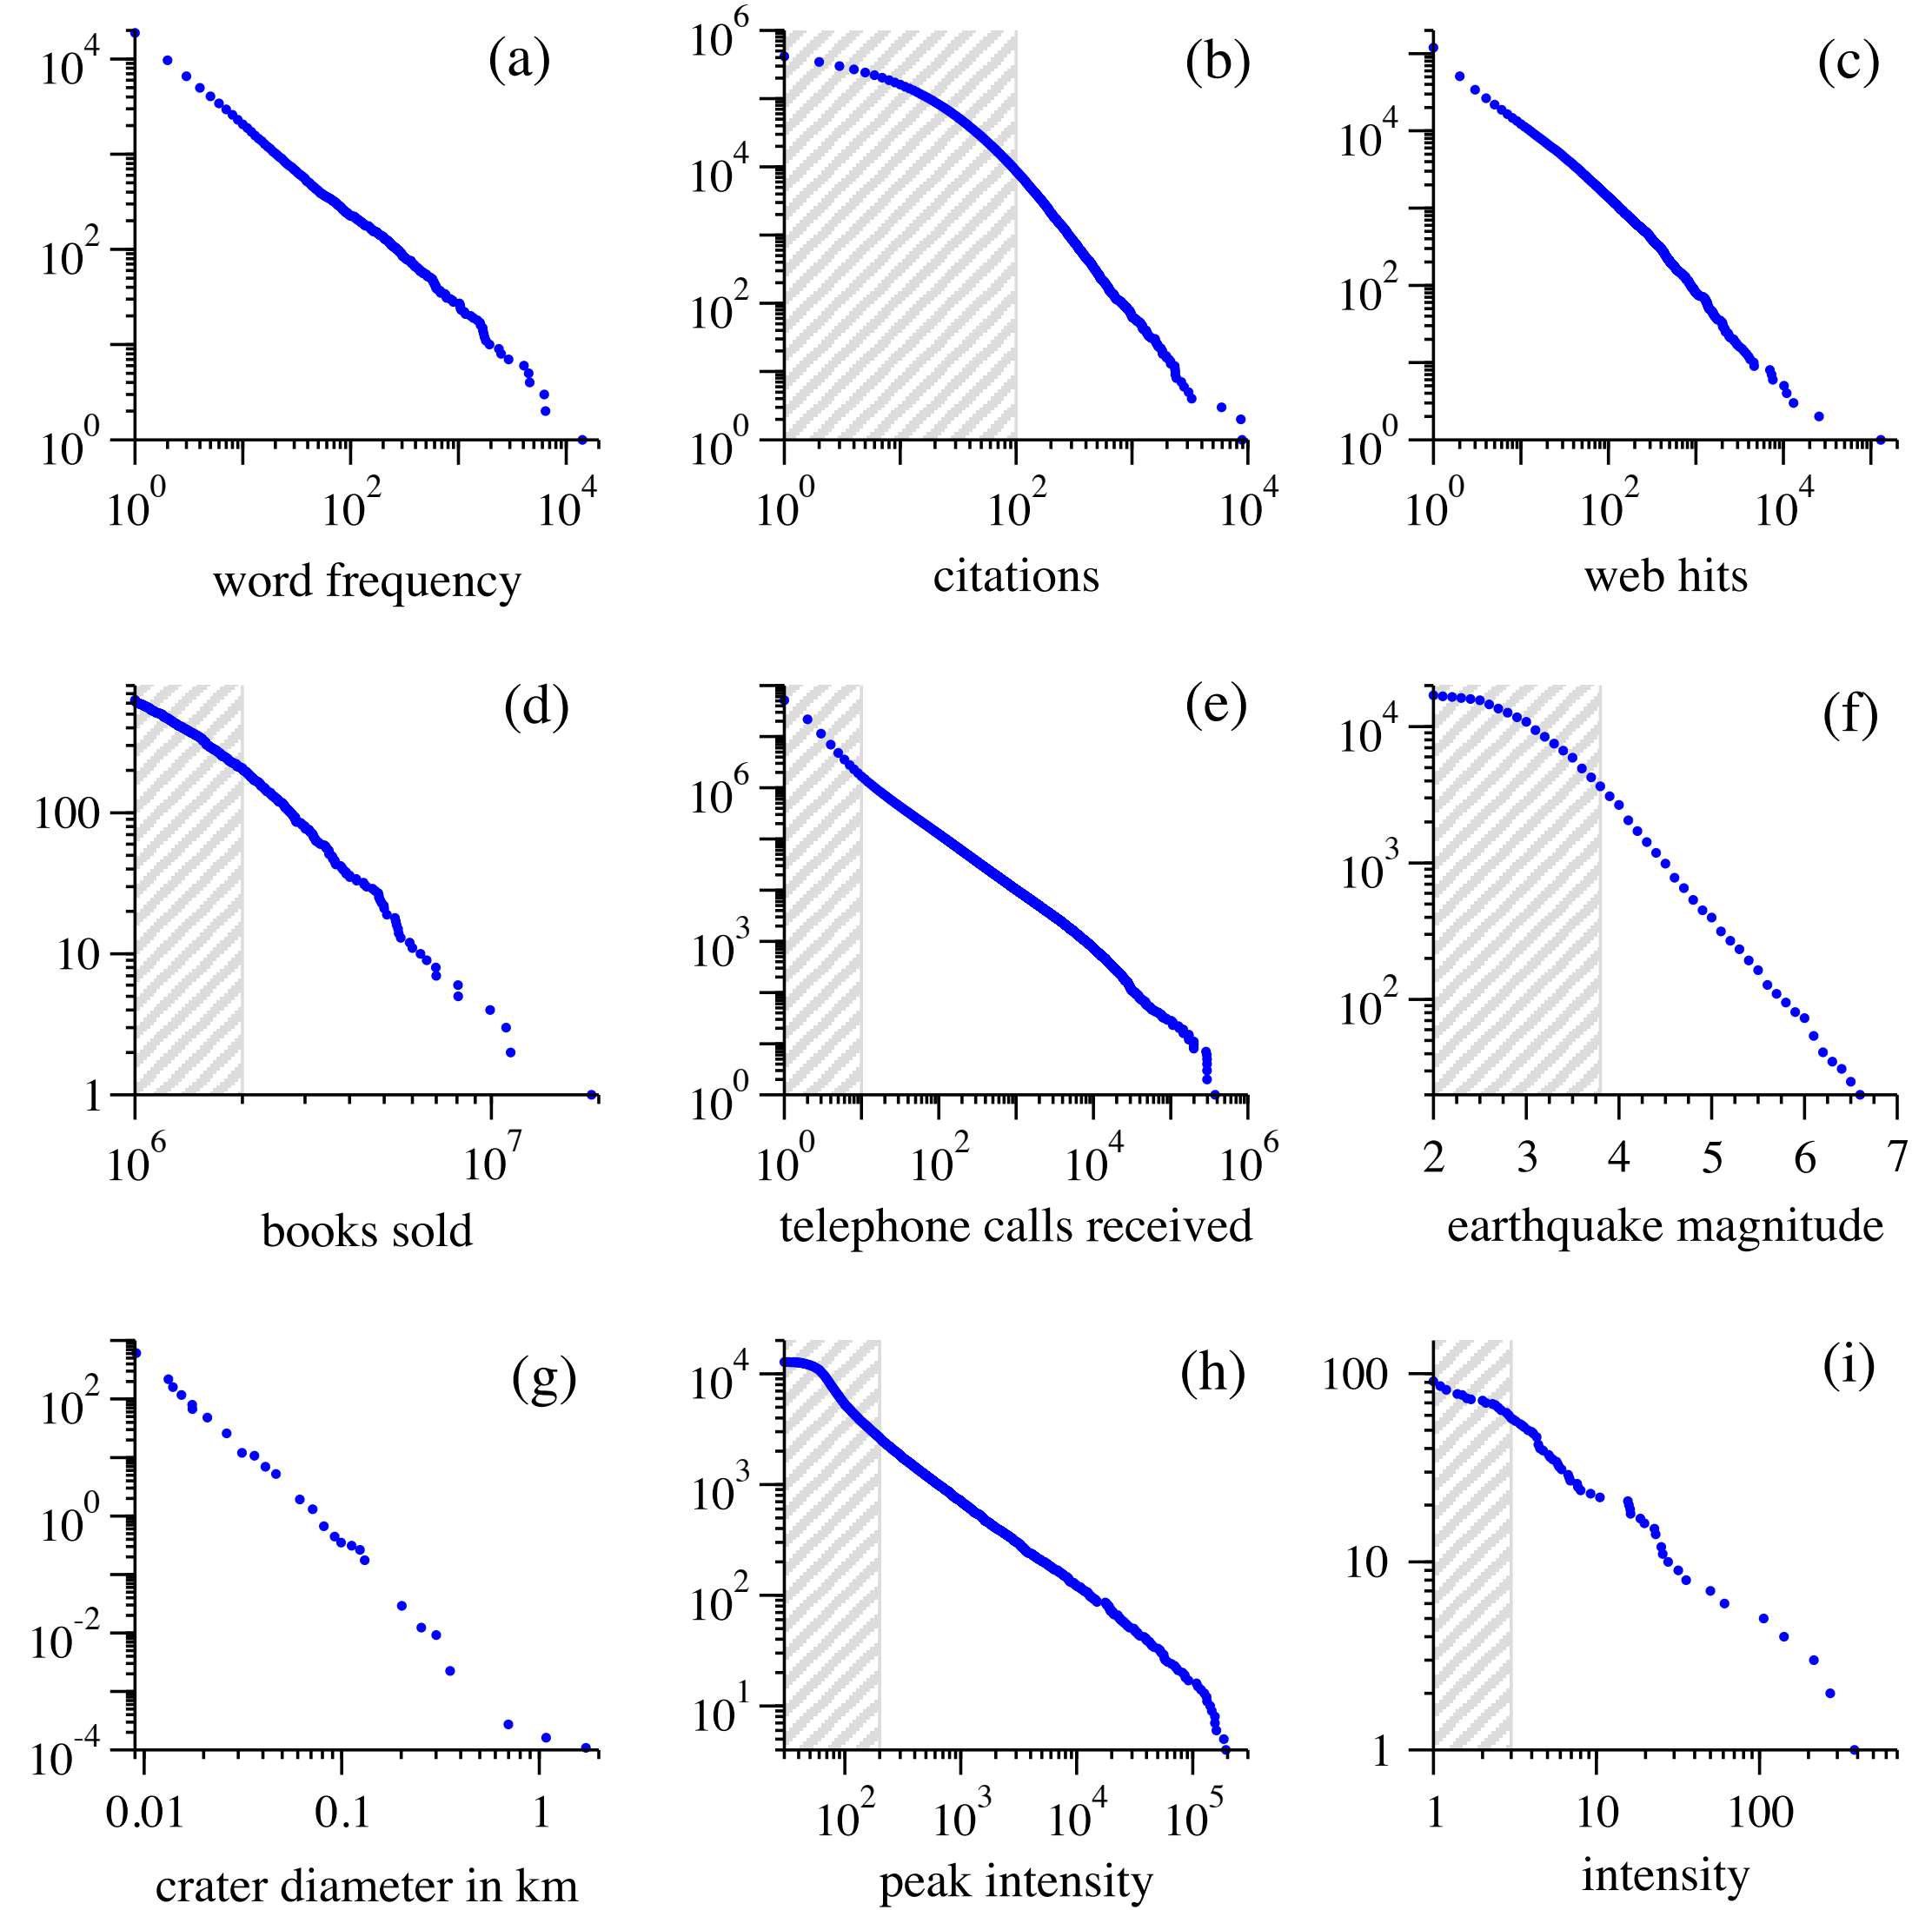 (a)
10^4
10^2
10^0
10^0 10^2 10^4
word frequency
(b)
10^6
10^4
10^2
10^0
10^0 10^2 10^4
citations
(c)
10^4
10^2
10^0
10^0 10^2 10^4
web hits
(d)
100
10
1
10^6 10^7
books sold
(e)
10^6
10^3
10^0
10^0 10^2 10^4 10^6
telephone calls received
(f)
10^4
10^3
10^2
2 3 4 5 6 7
earthquake magnitude
(g)
10^2
10^0
10^-2
10^-4
0.01 0.1 1
crater diameter in km
(h)
10^4
10^3
10^2
10^1
10^2 10^3 10^4 10^5
peak intensity
(i)
100
10
1
1 10 100
intensity